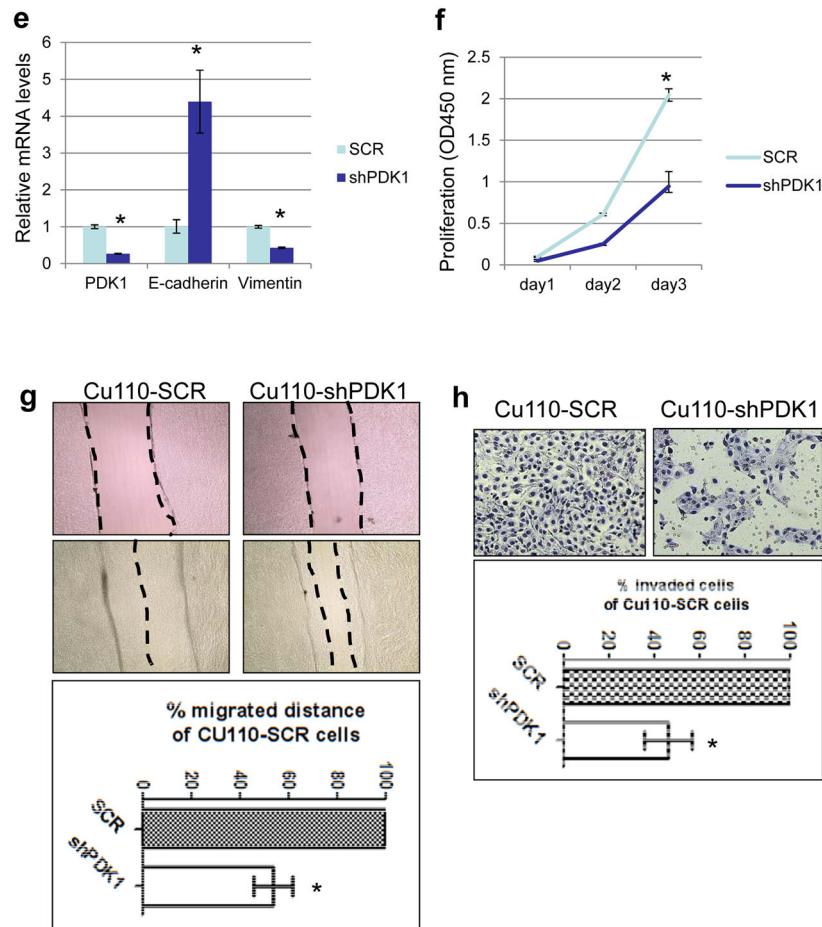 e
Relative mRNA levels
6
5
4
3
2
1
0
*
*
*
PDK1 E-cadherin Vimentin
SCR
shPDK1
f
Proliferation (OD450 nm)
2.5
2
1.5
1
0.5
0
*
day1 day2 day3
SCR
shPDK1
g
Cu110-SCR Cu110-shPDK1
% migrated distance
of CU110-SCR cells
0 20 40 60 80 100
SCR
shPDK1
*
h
Cu110-SCR Cu110-shPDK1
% invaded cells
of Cu110-SCR cells
0 20 40 60 80 100
SCR
shPDK1
*